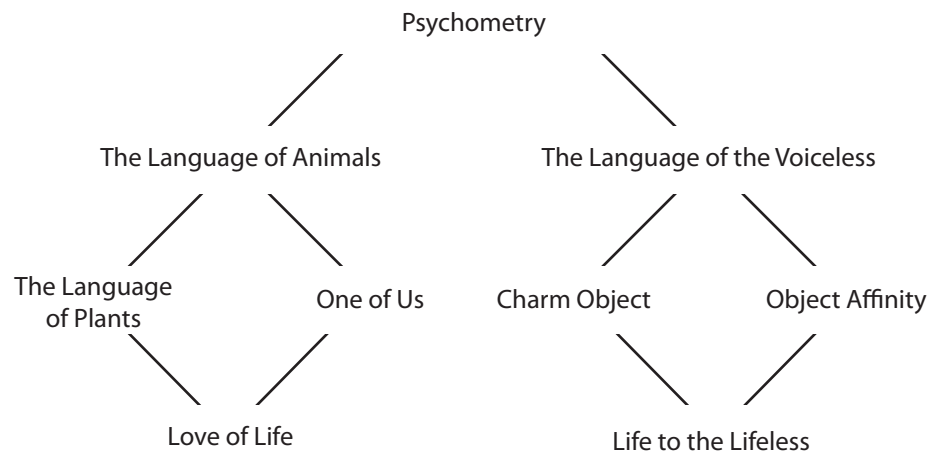 Psychometry
The Language of Animals
The Language of the Voiceless
The Language
of Plants
One of Us
Charm Object
Object Affinity
Love of Life
Life to the Lifeless